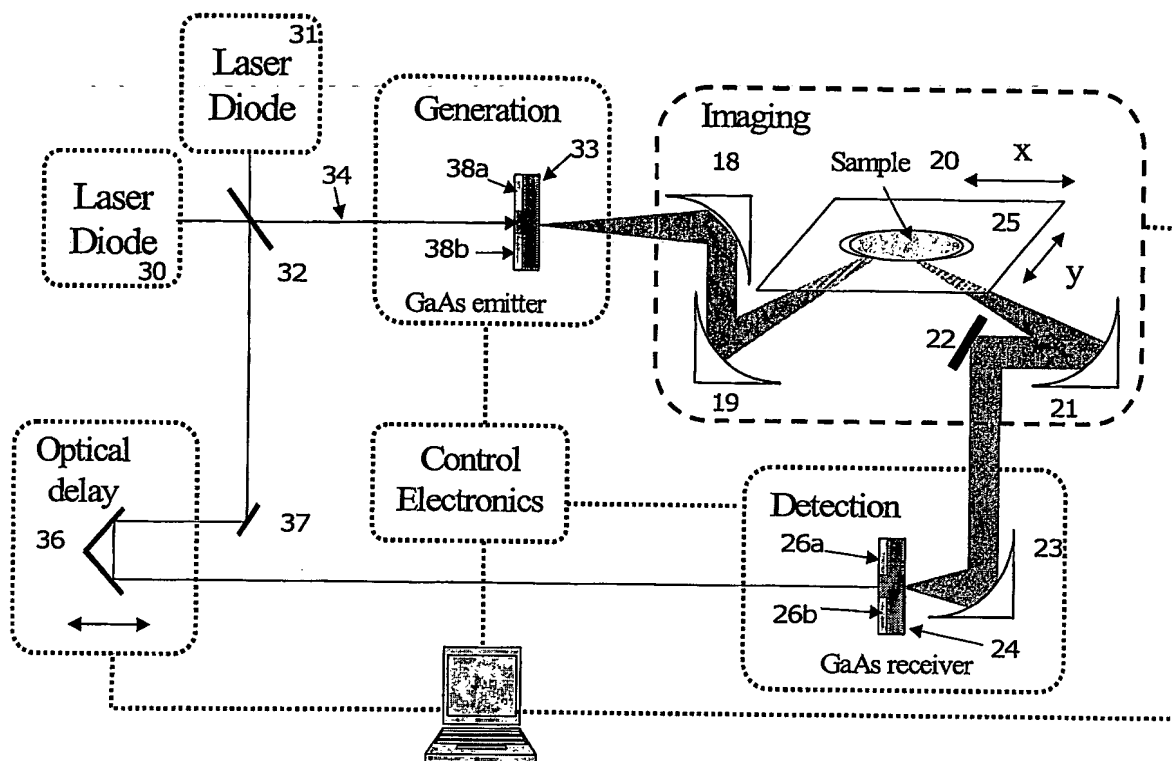 31
Laser
Diode
Generation
38a
33
34
38b
GaAs emitter
Laser
Diode
30
32
Imaging
18
Sample
20
x
25
y
22
19
21
Optical
delay
36
37
Control
Electronics
Detection
26a
23
26b
24
GaAs receiver